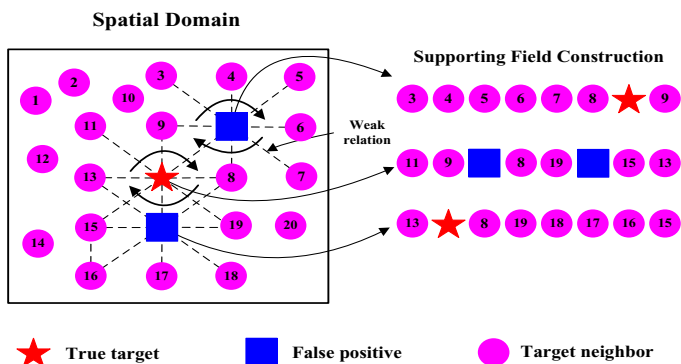 Spatial Domain
Supporting Field Construction
3 4 5
2
1 10
3 4 5 6 7 8 9
11 9 6
Weak
relation
12
11 9 8 19 15 13
13 8 7
15 19 20
14
13 8 19 18 17 16 15
16 17 18
True target False positive Target neighbor